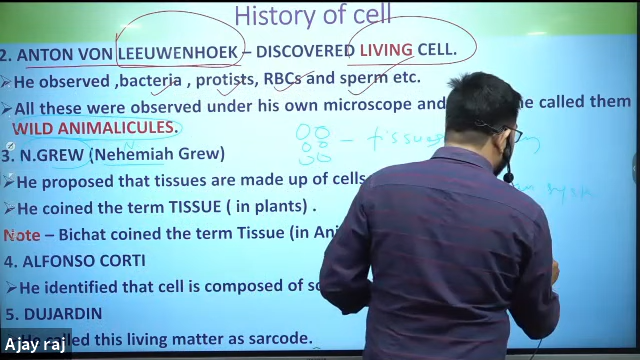 History of cell
2. ANTON VON LEEUWENHOEK – DISCOVERED LIVING CELL.
He observed ,bacteria , protists, RBCs and sperm etc.
All these were observed under his own microscope and he called them
WILD ANIMALICULES.
– tissue
3. N.GREW (Nehemiah Grew)
He proposed that tissues are made up of cells
He coined the term TISSUE ( in plants) .
Note – Bichat coined the term Tissue (in
4. ALFONSO CORTI
He identified that cell is composed of
5. DUJARDIN
called this living matter as sarcode.
Ajay raj